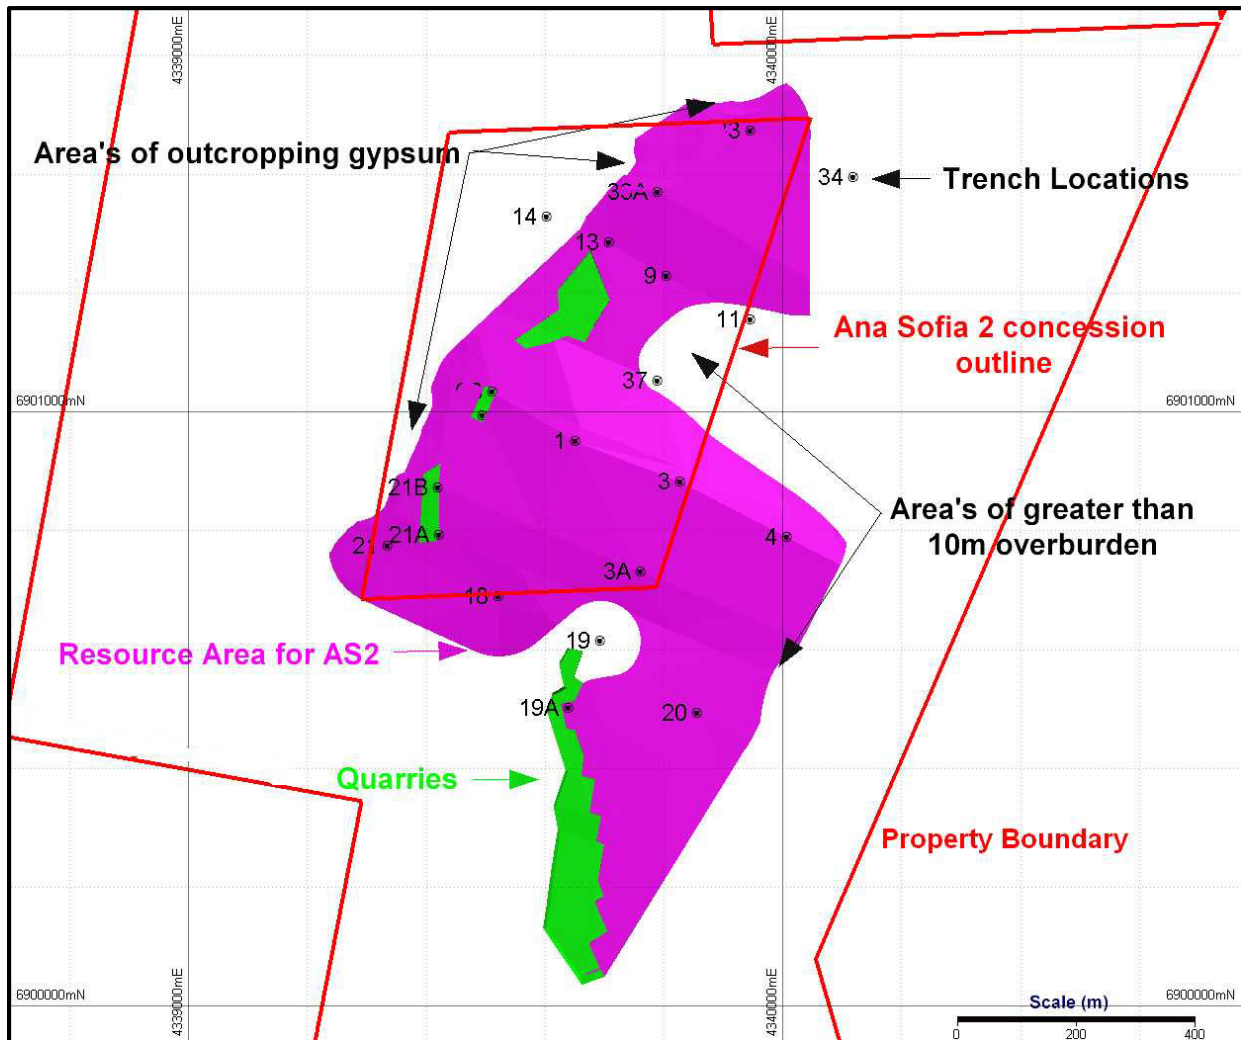 4339000mE
4340000mE
Area's of outcropping gypsum
34
Trench Locations
14
13
9
11
Ana Sofia 2 concession
outline
37
6901000mN
6901000mN
1
3
21B
Area's of greater than
10m overburden
21A
4
3A
18
19
Resource Area for AS2
19A
20
Quarries
Property Boundary
6900000mN
6900000mN
Scale (m)
0
200
400
4339000mE
4340000mE